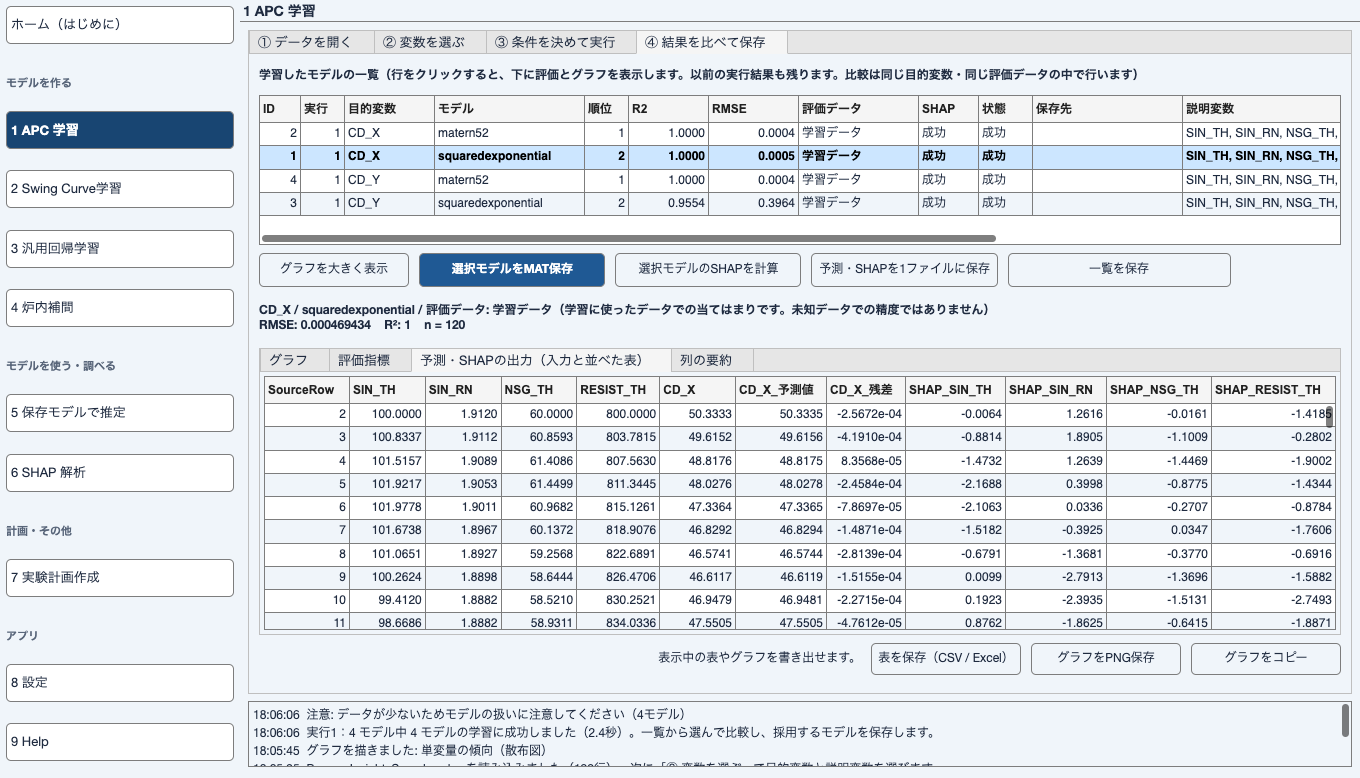 ホーム（はじめに）
モデルを作る
1 APC 学習
2 Swing Curve学習
3 汎用回帰学習
4 炉内補間
モデルを使う・調べる
5 保存モデルで推定
6 SHAP 解析
計画・その他
7 実験計画作成
アプリ
8 設定
9 Help
1 APC 学習
① データを開く ② 変数を選ぶ ③ 条件を決めて実行 ④ 結果を比べて保存
学習したモデルの一覧（行をクリックすると、下に評価とグラフを表示します。以前の実行結果も残ります。比較は同じ目的変数・同じ評価データの中で行います）
ID 実行 目的変数 モデル 順位 R2 RMSE 評価データ SHAP 状態 保存先 説明変数
2 1 CD_X matern52 1 1.0000 0.0004 学習データ 成功 成功 SIN_TH, SIN_RN, NSG_TH,
1 1 CD_X squaredexponential 2 1.0000 0.0005 学習データ 成功 成功 SIN_TH, SIN_RN, NSG_TH,
4 1 CD_Y matern52 1 1.0000 0.0004 学習データ 成功 成功 SIN_TH, SIN_RN, NSG_TH,
3 1 CD_Y squaredexponential 2 0.9554 0.3964 学習データ 成功 成功 SIN_TH, SIN_RN, NSG_TH,
グラフを大きく表示 選択モデルをMAT保存 選択モデルのSHAPを計算 予測・SHAPを1ファイルに保存 一覧を保存
CD_X / squaredexponential / 評価データ: 学習データ（学習に使ったデータでの当てはまりです。未知データでの精度ではありません）
RMSE: 0.000469434 R²: 1 n = 120
グラフ 評価指標 予測・SHAPの出力（入力と並べた表） 列の要約
SourceRow SIN_TH SIN_RN NSG_TH RESIST_TH CD_X CD_X_予測値 CD_X_残差 SHAP_SIN_TH SHAP_SIN_RN SHAP_NSG_TH SHAP_RESIST_TH
2 100.0000 1.9120 60.0000 800.0000 50.3333 50.3335 -2.5672e-04 -0.0064 1.2616 -0.0161 -1.4185
3 100.8337 1.9112 60.8593 803.7815 49.6152 49.6156 -4.1910e-04 -0.8814 1.8905 -1.1009 -0.2802
4 101.5157 1.9089 61.4086 807.5630 48.8176 48.8175 8.3568e-05 -1.4732 1.2639 -1.4469 -1.9002
5 101.9217 1.9053 61.4499 811.3445 48.0276 48.0278 -2.4584e-04 -2.1688 0.3998 -0.8775 -1.4344
6 101.9778 1.9011 60.9682 815.1261 47.3364 47.3365 -7.8697e-05 -2.1063 0.0336 -0.2707 -0.8784
7 101.6738 1.8967 60.1372 818.9076 46.8292 46.8294 -1.4871e-04 -1.5182 -0.3925 0.0347 -1.7606
8 101.0651 1.8927 59.2568 822.6891 46.5741 46.5744 -2.8139e-04 -0.6791 -1.3681 -0.3770 -0.6916
9 100.2624 1.8898 58.6444 826.4706 46.6117 46.6119 -1.5155e-04 0.0099 -2.7913 -1.3696 -1.5882
10 99.4120 1.8882 58.5210 830.2521 46.9479 46.9481 -2.2715e-04 0.1923 -2.3935 -1.5131 -2.7493
11 98.6686 1.8882 58.9311 834.0336 47.5505 47.5505 -4.7612e-05 0.8762 -1.8625 -0.6415 -1.8871
表示中の表やグラフを書き出せます。 表を保存（CSV / Excel） グラフをPNG保存 グラフをコピー
18:06:06 注意: データが少ないためモデルの扱いに注意してください（4モデル）
18:06:06 実行1：4 モデル中 4 モデルの学習に成功しました（2.4秒）。一覧から選んで比較し、採用するモデルを保存します。
18:05:45 グラフを描きました: 単変量の傾向（散布図）